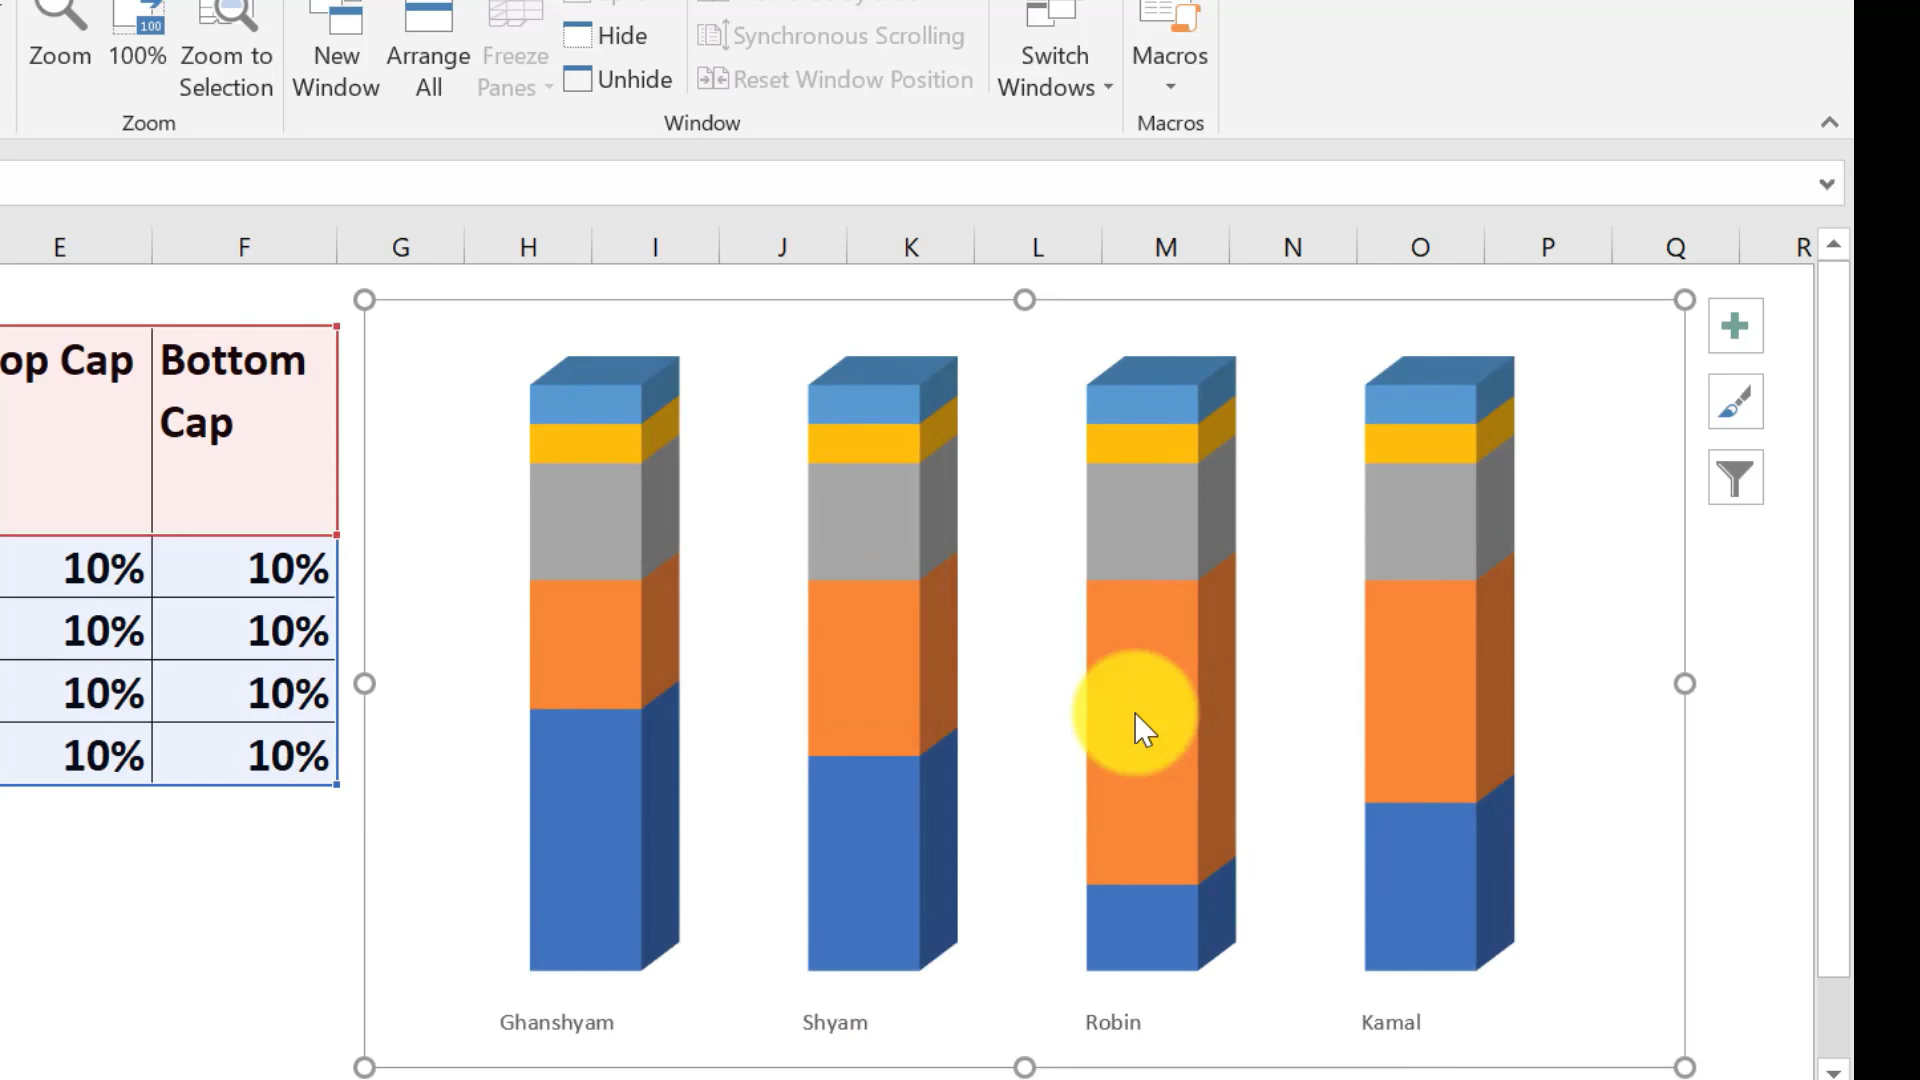 Zoom
100
100%
Zoom to
Selection
New
Window
Arrange
All
Freeze
Panes
Hide
Unhide
Synchronous Scrolling
Reset Window Position
Switch
Windows
Macros
Zoom
Window
Macros
E F G H I J K L M N O P Q R
op Cap
Bottom
Cap
10% 10%
10% 10%
10% 10%
10% 10%
Ghanshyam Shyam Robin Kamal